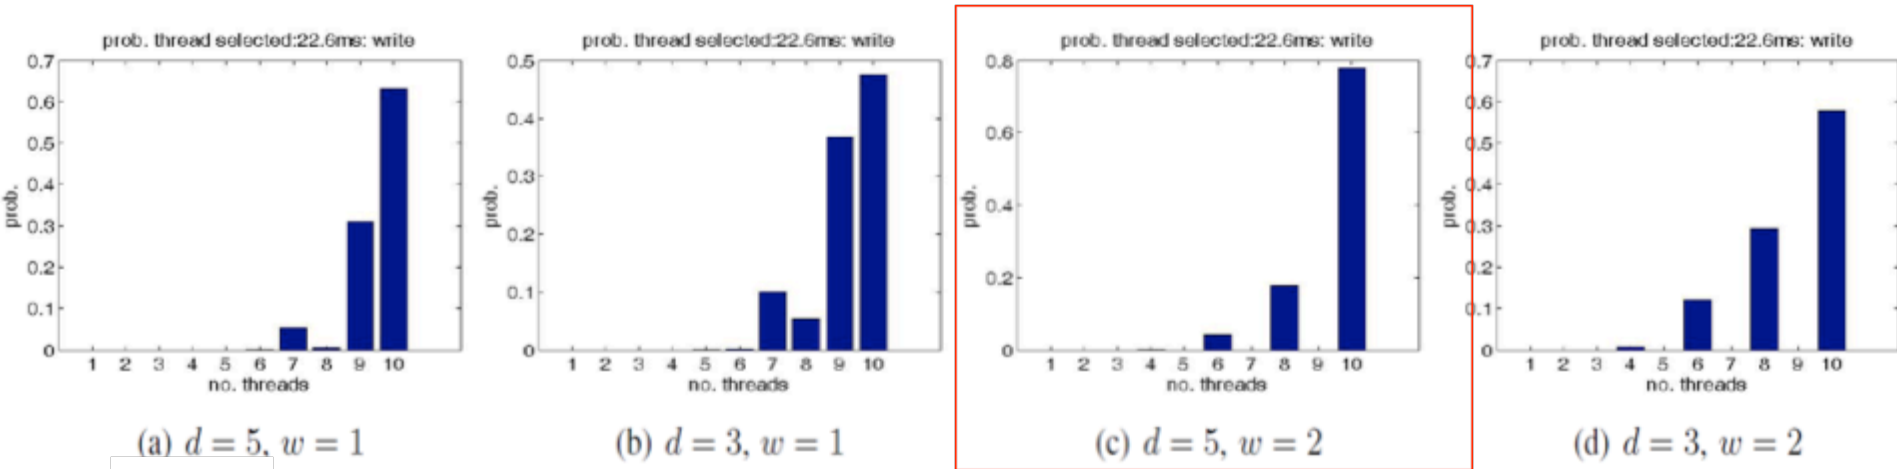 prob. thread selected:22.6ms: write
0.7
0.6
0.5
0.4
0.3
0.2
0.1
0
prob.
1 2 3 4 5 6 7 8 9 10
no. threads
(a) d = 5, w = 1
prob. thread selected:22.6ms: write
0.5
0.4
0.3
0.2
0.1
0
prob.
1 2 3 4 5 6 7 8 9 10
no. threads
(b) d = 3, w = 1
prob. thread selected:22.6ms: write
0.8
0.6
0.4
0.2
0
prob.
1 2 3 4 5 6 7 8 9 10
no. threads
(c) d = 5, w = 2
prob. thread selected:22.6ms: write
0.7
0.6
0.5
0.4
0.3
0.2
0.1
0
prob.
1 2 3 4 5 6 7 8 9 10
no. threads
(d) d = 3, w = 2